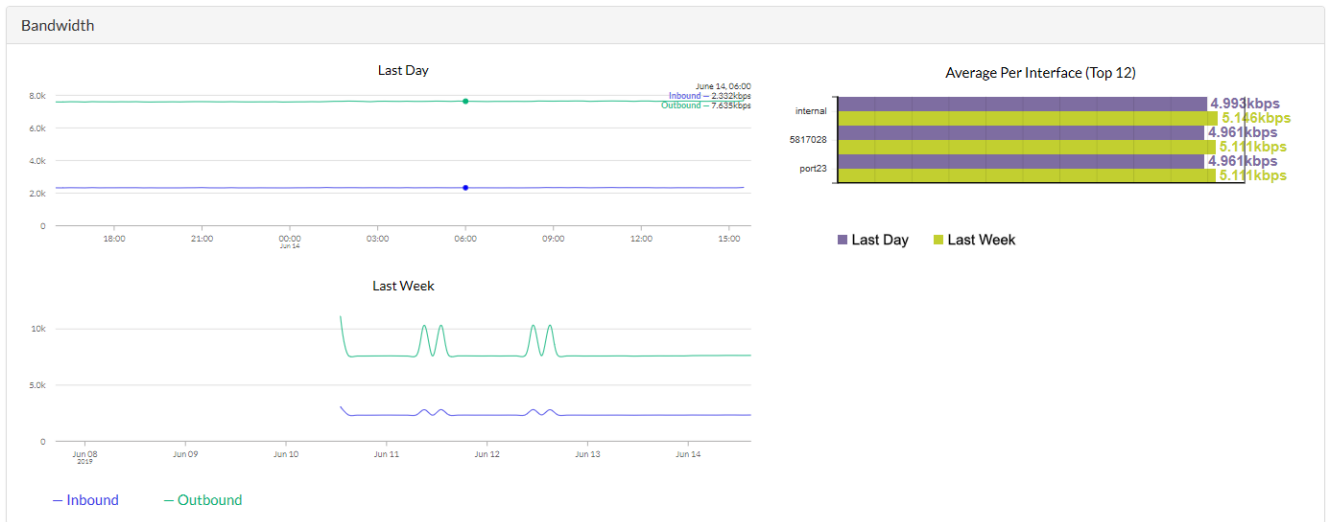 Bandwidth
Last Day
June 14, 06:00
Inbound — 2.332kbps
Outbound — 7.635kbps
8.0k
6.0k
4.0k
2.0k
0
18:00 21:00 00:00 03:00 06:00 09:00 12:00 15:00
Jun 14
Average Per Interface (Top 12)
internal 4.993kbps
5.146kbps
5817028 4.961kbps
5.111kbps
port23 4.961kbps
5.111kbps
Last Day Last Week
Last Week
10k
5.0k
0
Jun 08 Jun 09 Jun 10 Jun 11 Jun 12 Jun 13 Jun 14
2019
— Inbound — Outbound